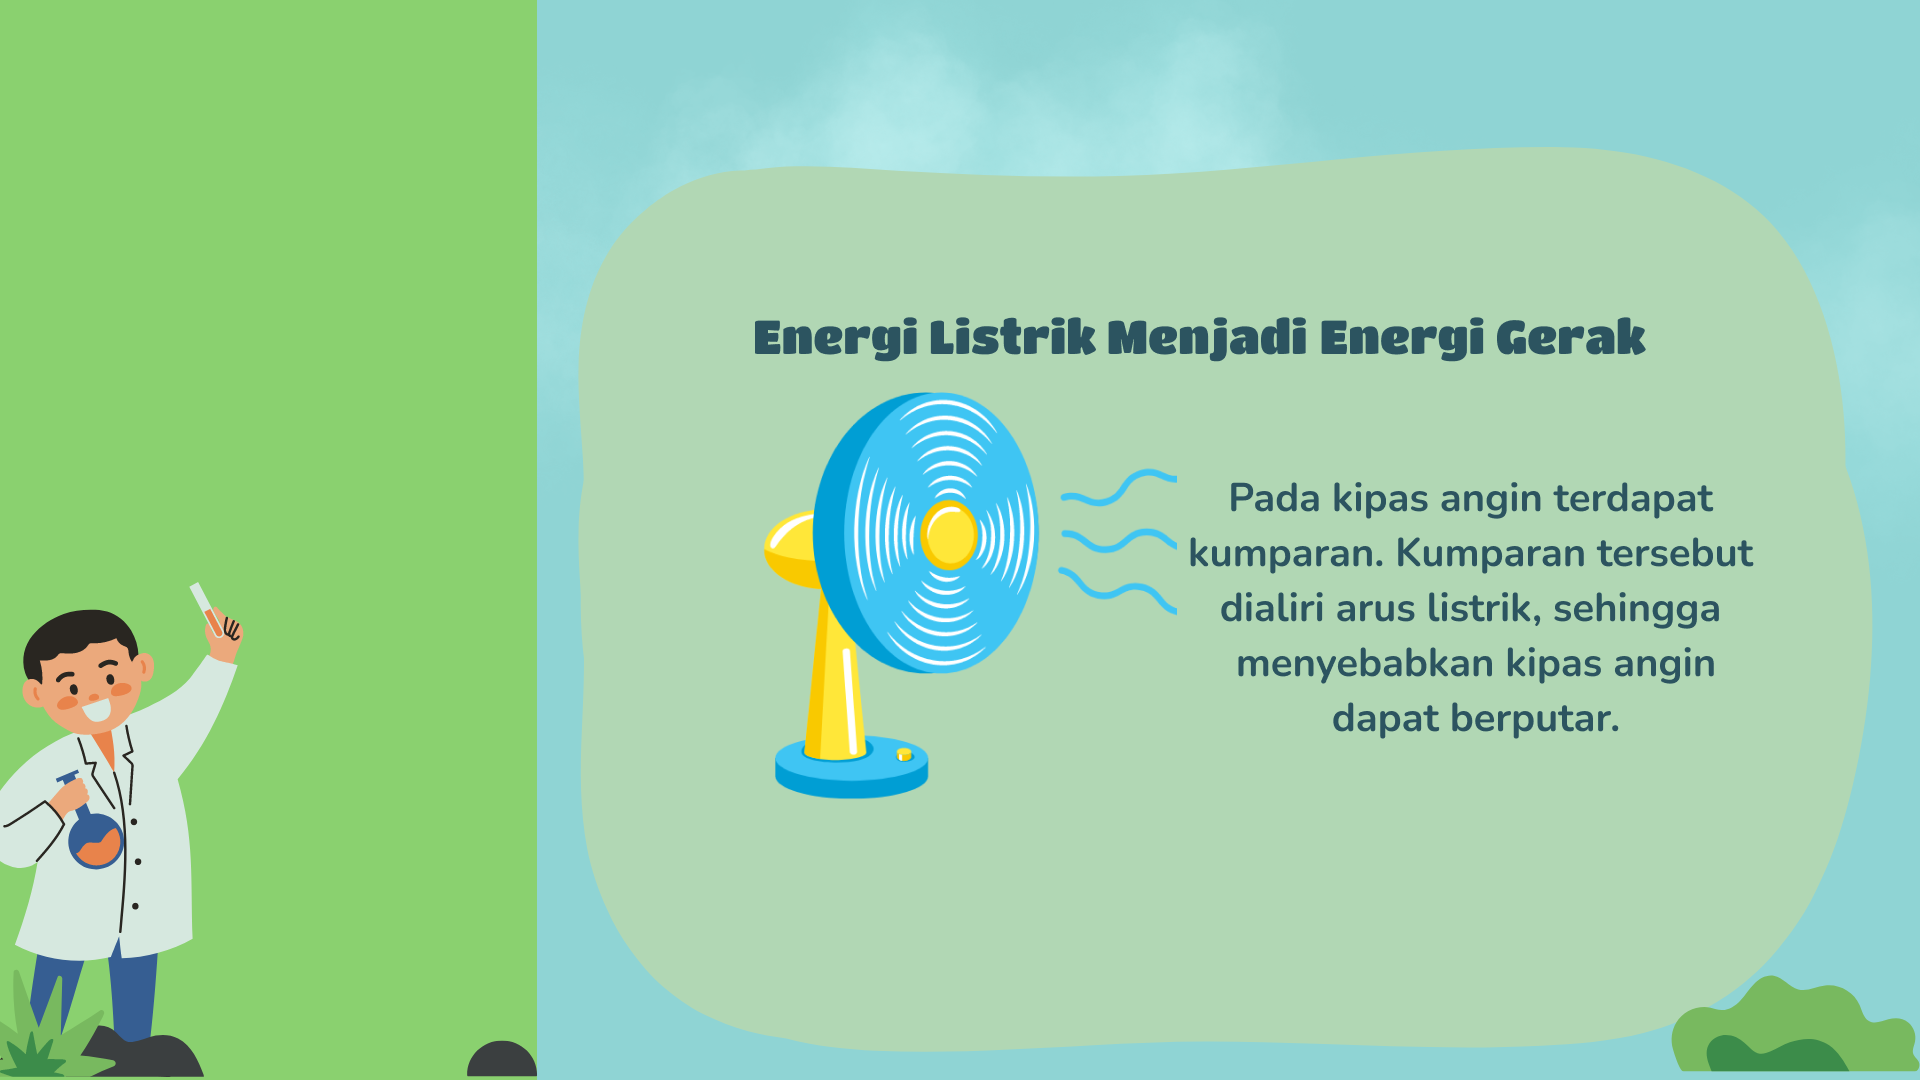 Energi Listrik Menjadi Energi Gerak
Pada kipas angin terdapat
kumparan. Kumparan tersebut
dialiri arus listrik, sehingga
menyebabkan kipas angin
dapat berputar.